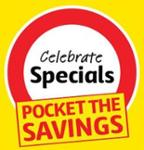 Celebrate
Specials
POCKET THE
SAVINGS